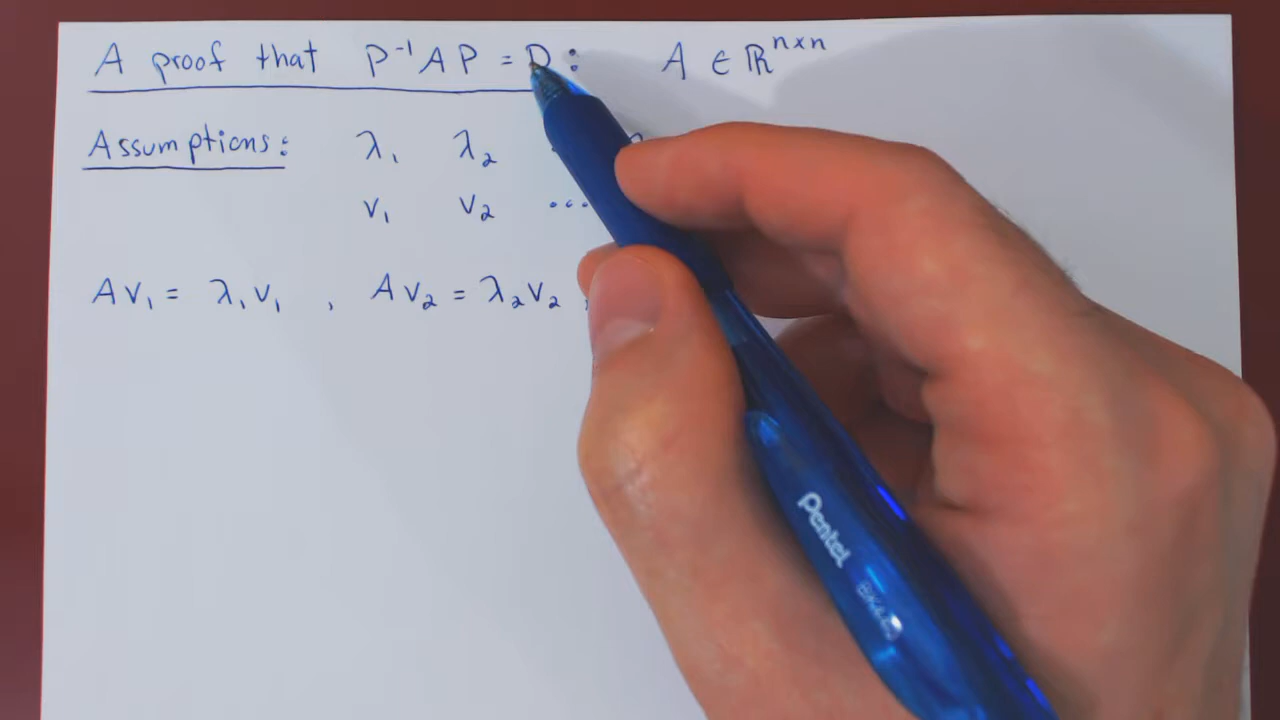 A proof that P⁻¹AP = D: A ∈ ℝⁿˣⁿ
Assumptions: λ₁ λ₂
v₁ v₂ ...
Av₁ = λ₁v₁ , Av₂ = λ₂v₂
Pentel